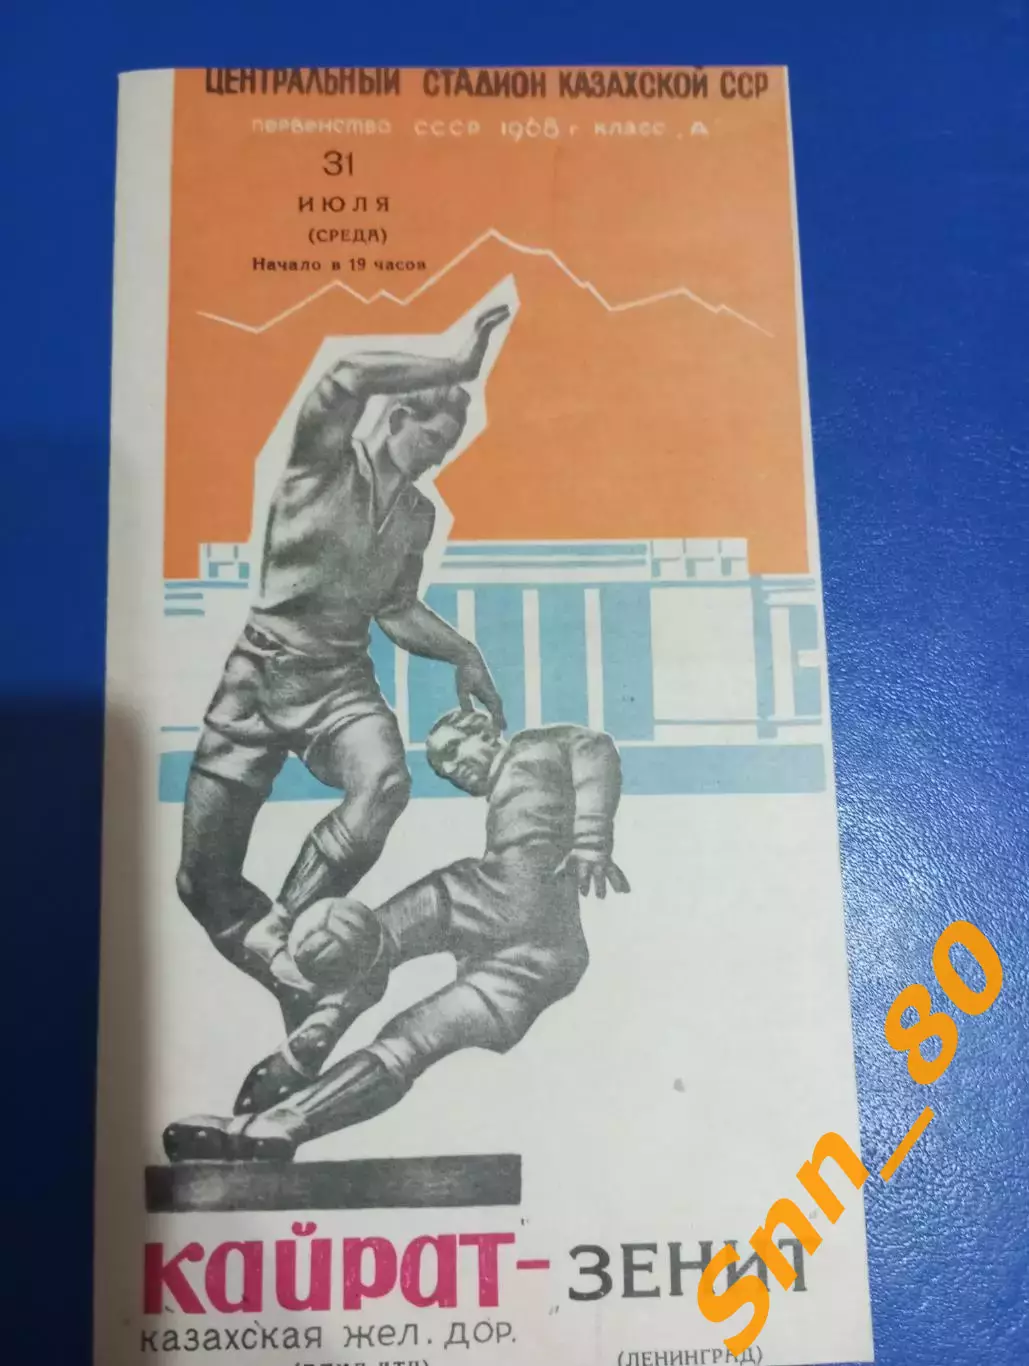 ЦЕНТРАЛЬНЫЙ СТАДИОН КАЗАХСКОЙ ССР
первенство СССР 1968 г класс „А"
31
ИЮЛЯ
(СРЕДА)
Начало в 19 часов
„Кайрат" - „ЗЕНИТ"
казахская жел. дор.
(ЛЕНИНГРАД)
Snn_80